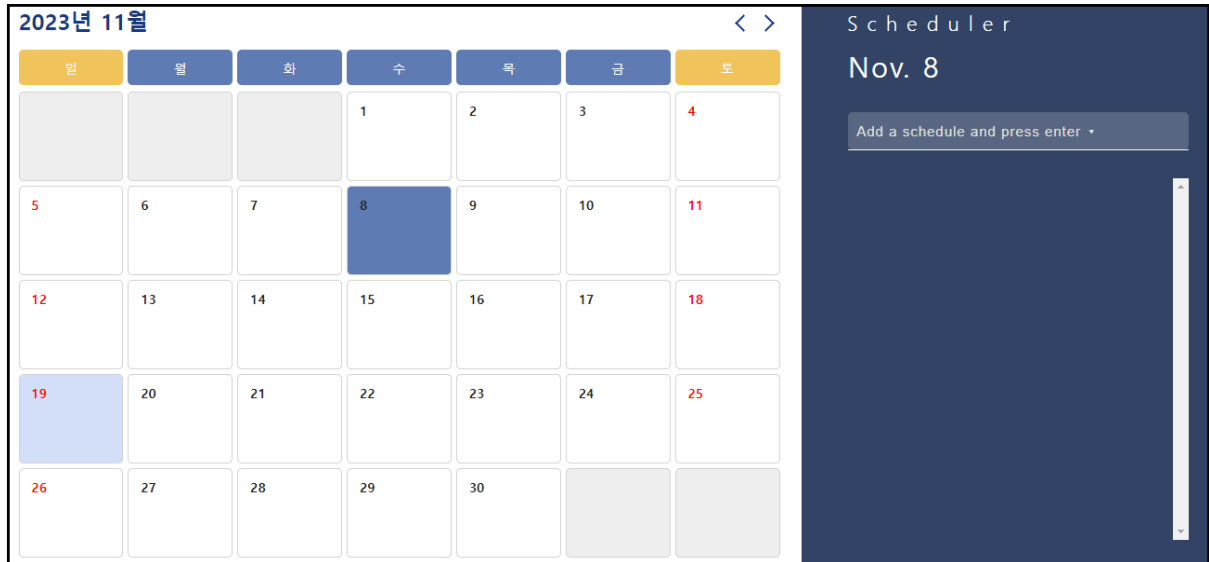 2023년 11월
일 월 화 수 목 금 토
1 2 3 4
5 6 7 8 9 10 11
12 13 14 15 16 17 18
19 20 21 22 23 24 25
26 27 28 29 30
Scheduler
Nov. 8
Add a schedule and press enter